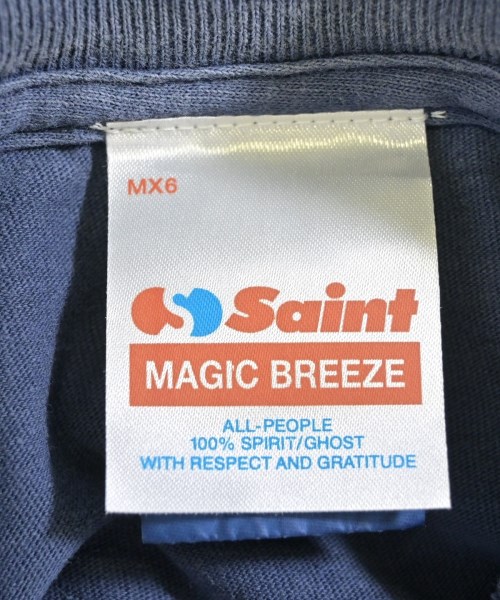 MX6
Saint
MAGIC BREEZE
ALL-PEOPLE
100% SPIRIT/GHOST
WITH RESPECT AND GRATITUDE